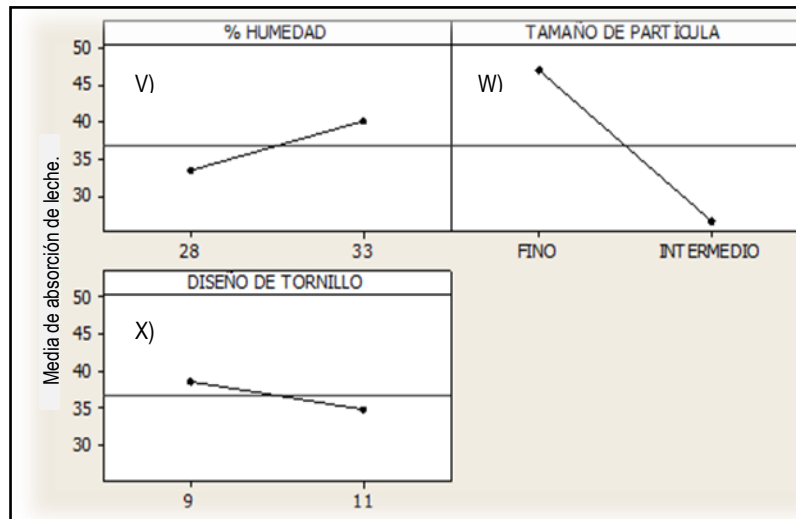 % HUMEDAD
TAMAÑO DE PARTÍCULA
50
45
40
35
30
V)
W)
28
33
FINO
INTERMEDIO
Media de absorción de leche.
DISEÑO DE TORNILLO
50
45
40
35
30
X)
9
11